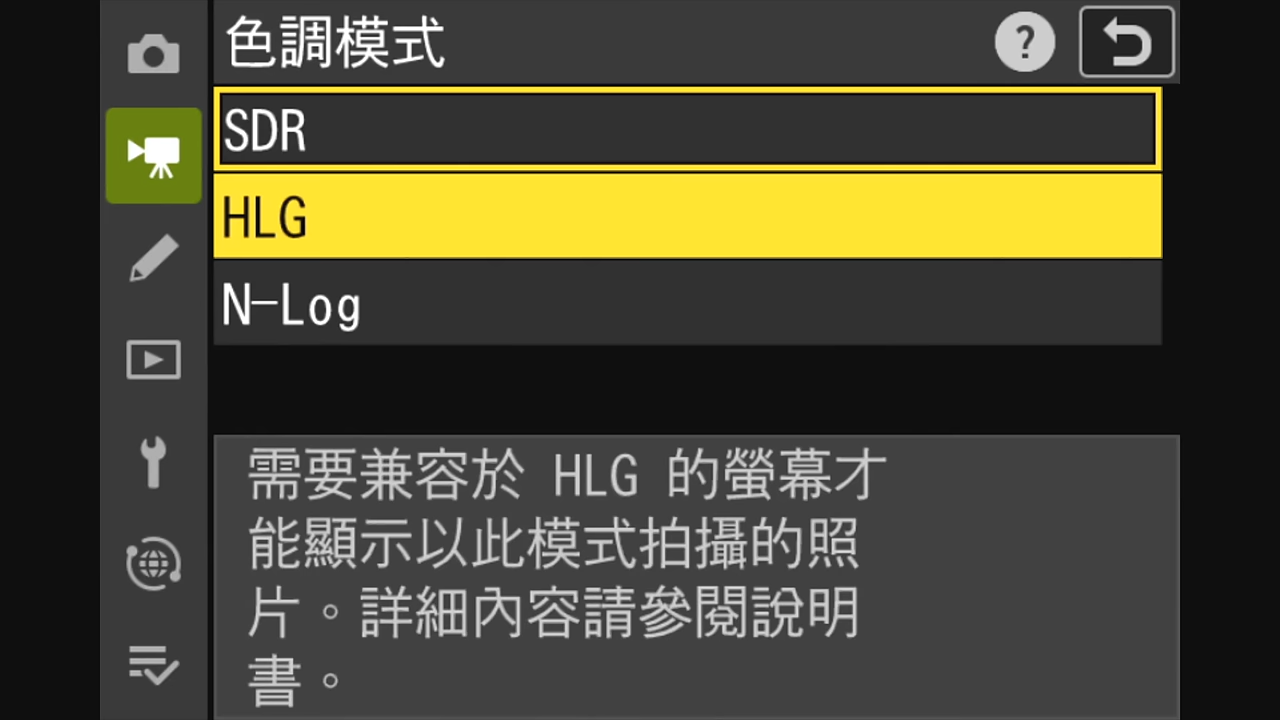 色調模式 ?
SDR
HLG
N-Log
需要兼容於 HLG 的螢幕才
能顯示以此模式拍攝的照
片。詳細內容請參閱說明
書。